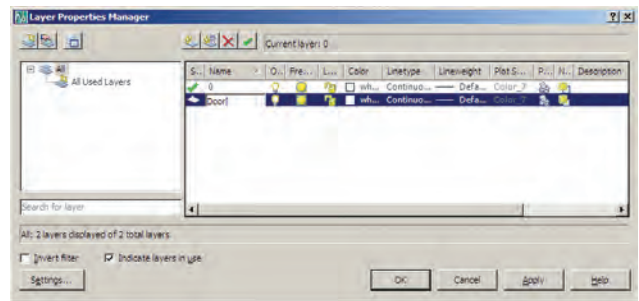 Layer Properties Manager
Current layer: 0
All
All Used Layers
S... Name O.. Fre... L... Color Linetype Lineweight Plot S... P... N... Description
0 wh... Continuo... Defa... Color_7
Door wh... Continuo... Defa... Color_7
Search for layer
All: 2 layers displayed of 2 total layers
Invert filter Indicate layers in use
Settings... OK Cancel Apply Help